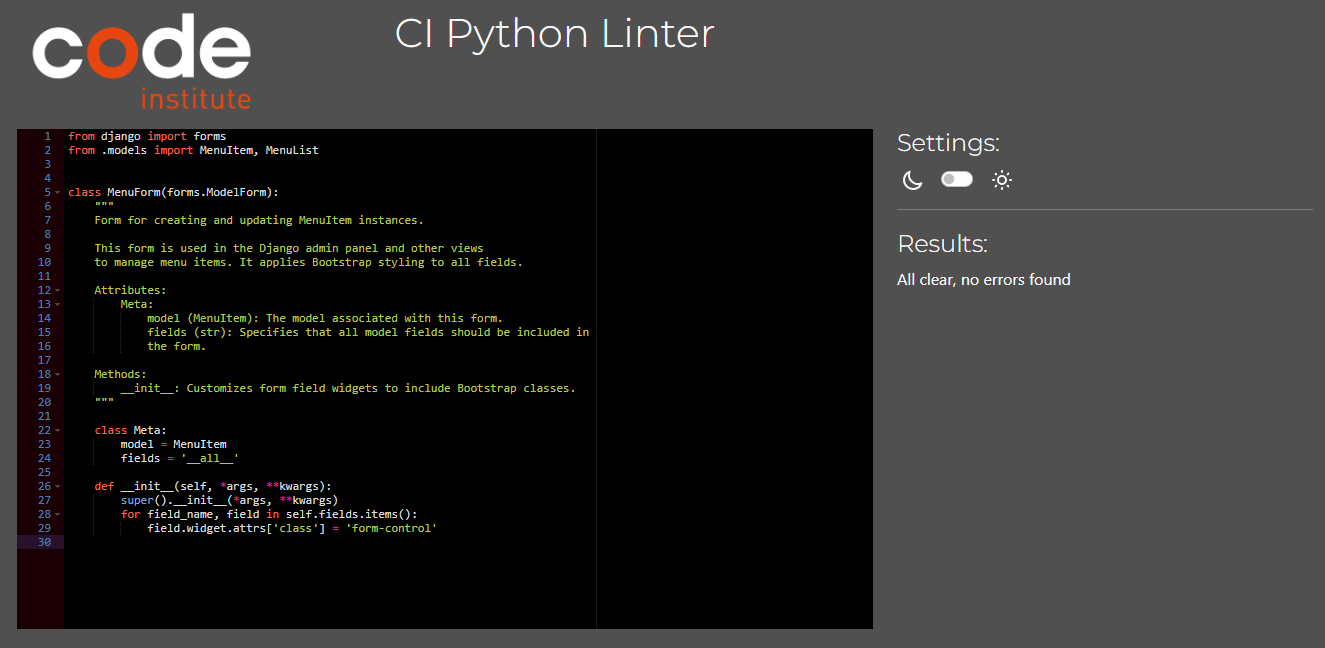 code
institute
CI Python Linter
1 from django import forms
2 from .models import MenuItem, MenuList
3
4
5 class MenuForm(forms.ModelForm):
6     """
7     Form for creating and updating MenuItem instances.
8
9     This form is used in the Django admin panel and other views
10     to manage menu items. It applies Bootstrap styling to all fields.
11
12     Attributes:
13         Meta:
14             model (MenuItem): The model associated with this form.
15             fields (str): Specifies that all model fields should be included in
16             the form.
17
18     Methods:
19         __init__: Customizes form field widgets to include Bootstrap classes.
20     """
21
22     class Meta:
23         model = MenuItem
24         fields = '__all__'
25
26     def __init__(self, *args, **kwargs):
27         super().__init__(*args, **kwargs)
28         for field_name, field in self.fields.items():
29             field.widget.attrs['class'] = 'form-control'
30
Settings:
Results:
All clear, no errors found